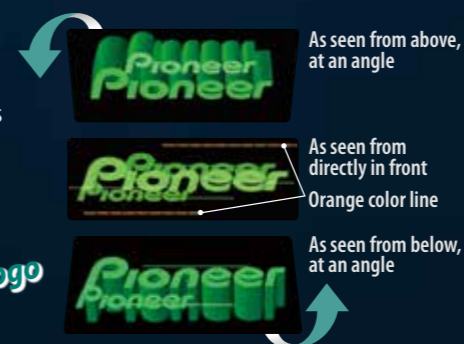 Pioneer
Pioneer
As seen from above,
at an angle
Pioneer
Pioneer
As seen from
directly in front
Orange color line
Pioneer
Pioneer
As seen from below,
at an angle